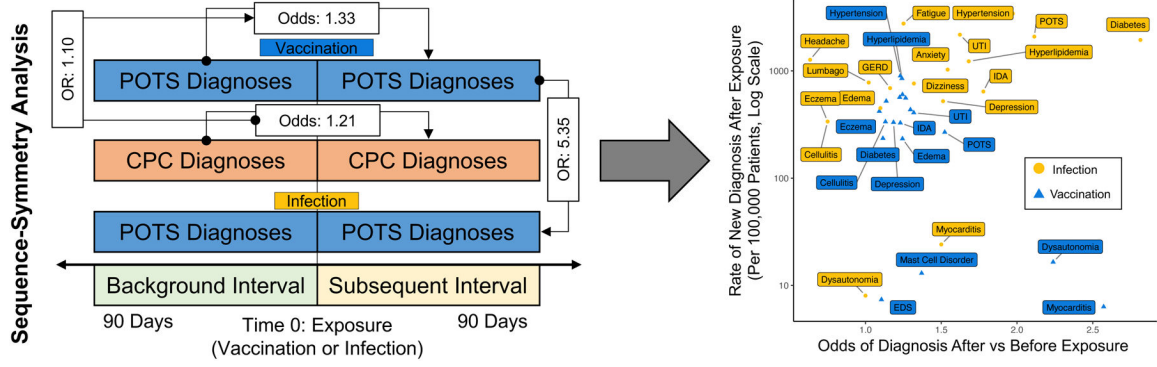 Sequence-Symmetry Analysis
OR: 1.10
Odds: 1.33
Vaccination
POTS Diagnoses
POTS Diagnoses
Odds: 1.21
OR: 5.35
CPC Diagnoses
CPC Diagnoses
Infection
POTS Diagnoses
POTS Diagnoses
Background Interval
Subsequent Interval
90 Days
Time 0: Exposure
(Vaccination or Infection)
90 Days
Rate of New Diagnosis After Exposure
(Per 100,000 Patients, Log Scale)
1000
100
10
Hypertension
Fatigue
Hypertension
POTS
Diabetes
Headache
Hyperlipidemia
UTI
Hyperlipidemia
Anxiety
Lumbago
GERD
IDA
Dizziness
Eczema
Edema
Depression
UTI
Eczema
IDA
POTS
Cellulitis
Diabetes
Edema
Cellulitis
Depression
Infection
Vaccination
Myocarditis
Dysautonomia
Mast Cell Disorder
Dysautonomia
EDS
Myocarditis
1.0
1.5
2.0
2.5
Odds of Diagnosis After vs Before Exposure